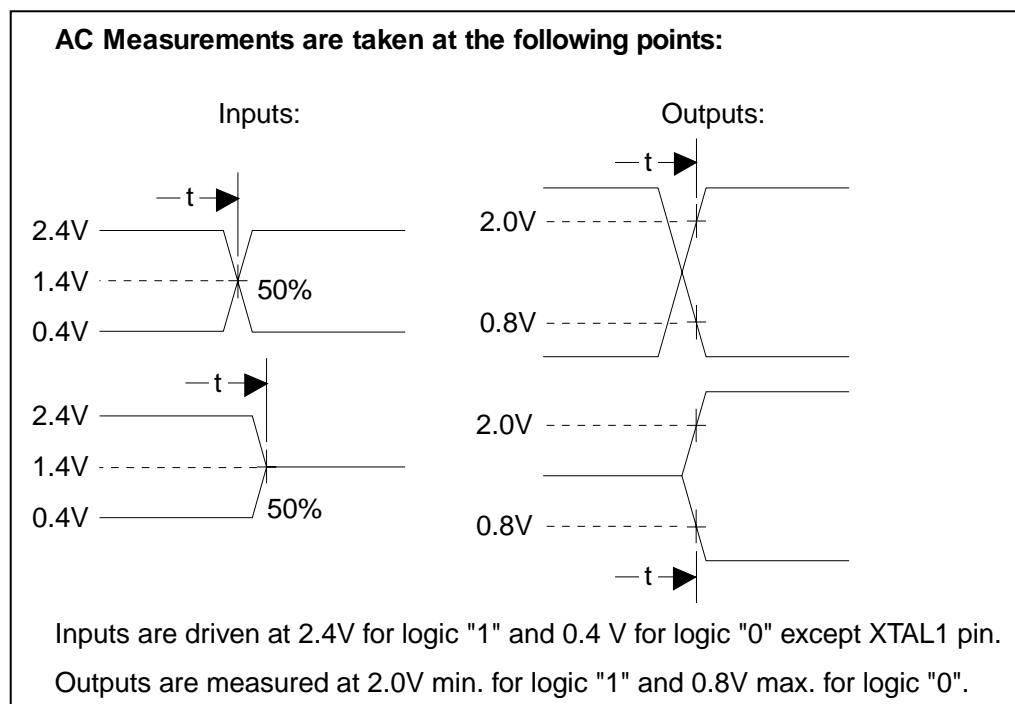 AC Measurements are taken at the following points:
Inputs:
t
2.4V
1.4V
50%
0.4V
t
2.4V
1.4V
50%
0.4V
Outputs:
t
2.0V
0.8V
2.0V
0.8V
t
Inputs are driven at 2.4V for logic "1" and 0.4 V for logic "0" except XTAL1 pin.
Outputs are measured at 2.0V min. for logic "1" and 0.8V max. for logic "0".